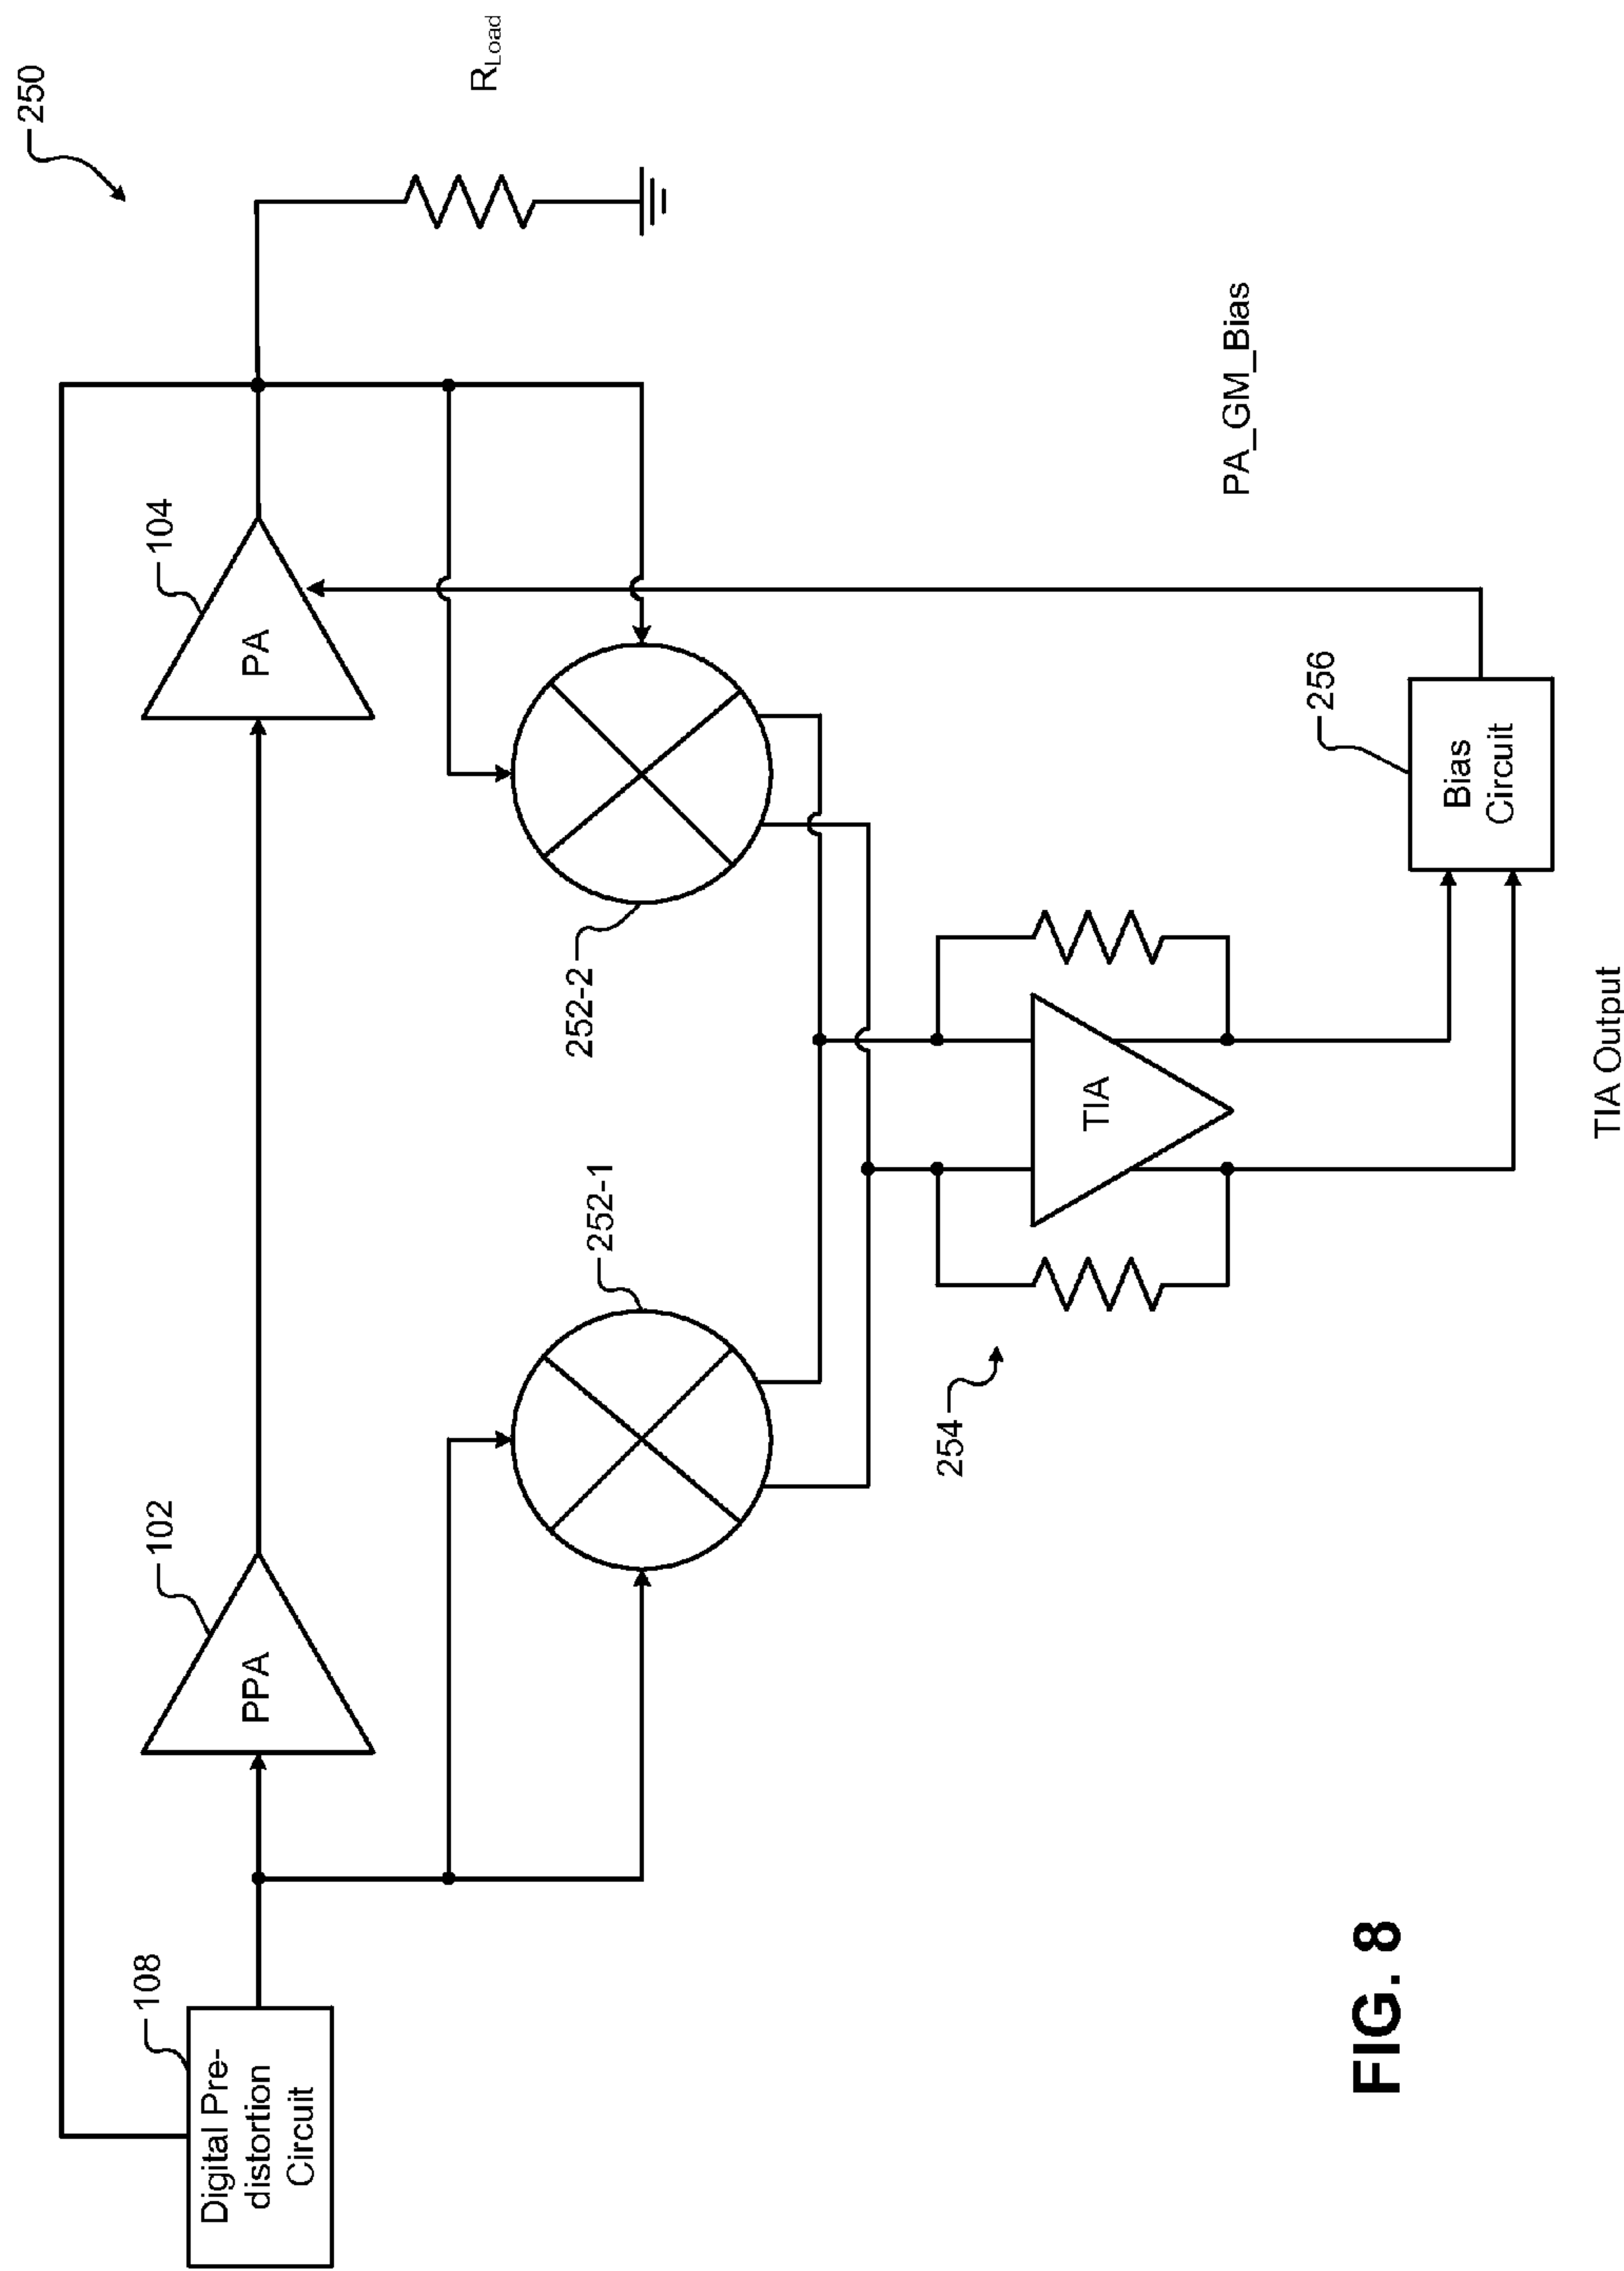 250
108
Digital Pre-
distortion
Circuit
102
PPA
104
PA
R_Load
252-1
252-2
254
TIA
256
Bias
Circuit
PA_GM_Bias
TIA Output
FIG. 8